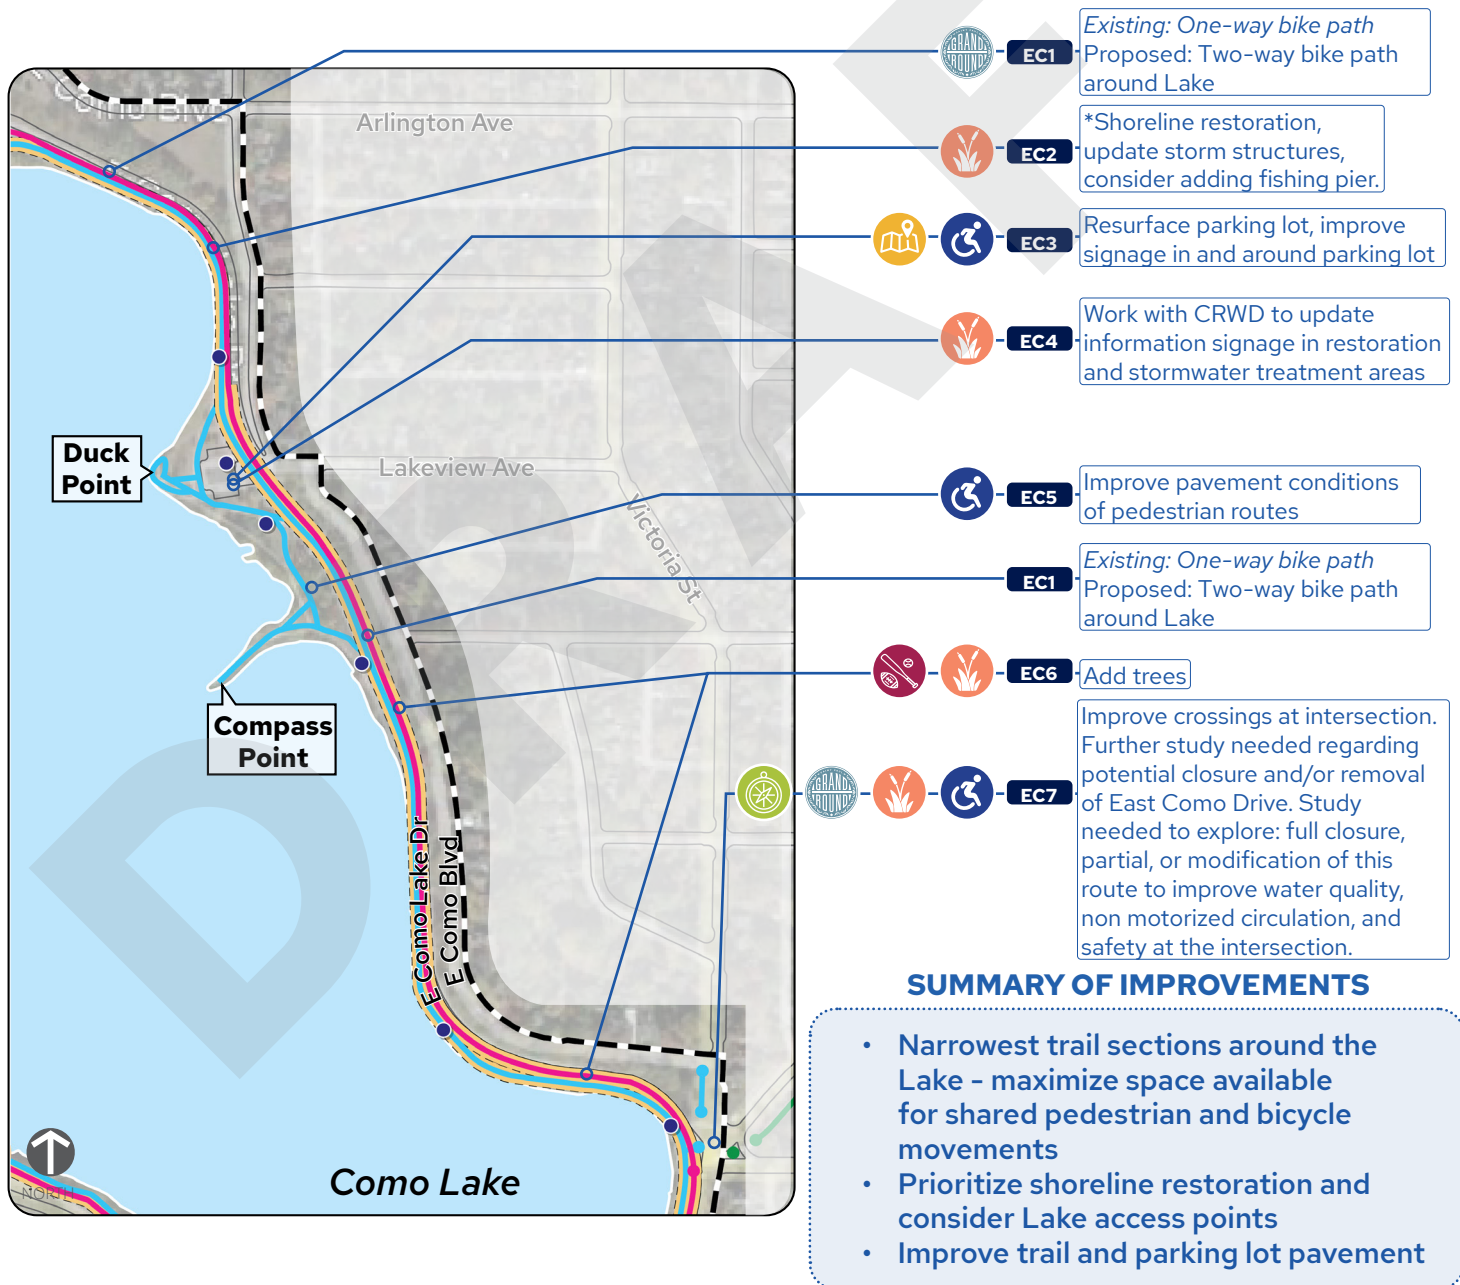 GRAND
ROUND
EC1
Existing: One-way bike path
Proposed: Two-way bike path
around Lake
EC2
*Shoreline restoration,
update storm structures,
consider adding fishing pier.
EC3
Resurface parking lot, improve
signage in and around parking lot
EC4
Work with CRWD to update
information signage in restoration
and stormwater treatment areas
EC5
Improve pavement conditions
of pedestrian routes
EC1
Existing: One-way bike path
Proposed: Two-way bike path
around Lake
EC6
Add trees
GRAND
ROUND
EC7
Improve crossings at intersection.
Further study needed regarding
potential closure and/or removal
of East Como Drive. Study
needed to explore: full closure,
partial, or modification of this
route to improve water quality,
non motorized circulation, and
safety at the intersection.
Arlington Ave
Lakeview Ave
Victoria St
Duck
Point
Compass
Point
E Como Lake Dr
E Como Blvd
Como Lake
NORTH
DRAFT
SUMMARY OF IMPROVEMENTS
• Narrowest trail sections around the
Lake - maximize space available
for shared pedestrian and bicycle
movements
• Prioritize shoreline restoration and
consider Lake access points
• Improve trail and parking lot pavement